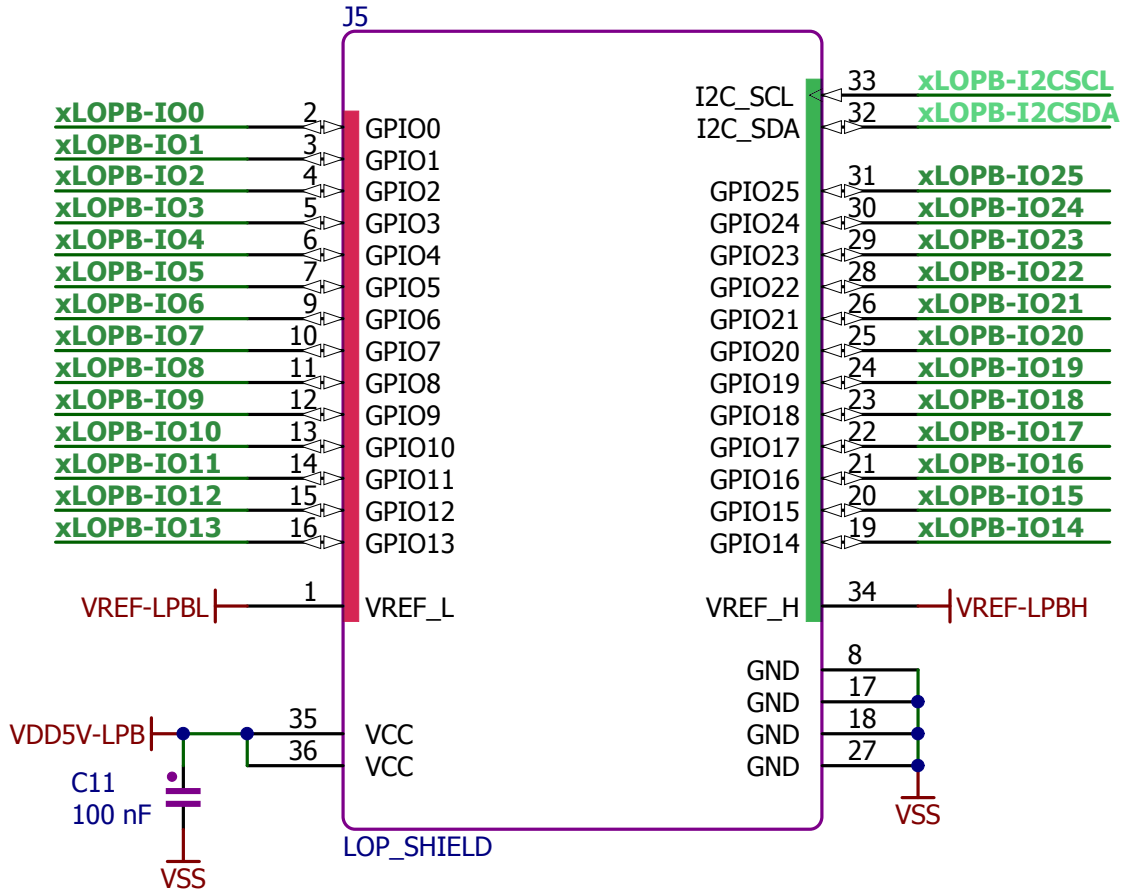 J5
33 xLOPB-I2CSCL
I2C_SCL
32 xLOPB-I2CSDA
I2C_SDA
xLOPB-IO0 2 GPIO0
xLOPB-IO1 3 GPIO1
xLOPB-IO2 4 GPIO2 GPIO25 31 xLOPB-IO25
xLOPB-IO3 5 GPIO3 GPIO24 30 xLOPB-IO24
xLOPB-IO4 6 GPIO4 GPIO23 29 xLOPB-IO23
xLOPB-IO5 7 GPIO5 GPIO22 28 xLOPB-IO22
xLOPB-IO6 9 GPIO6 GPIO21 26 xLOPB-IO21
xLOPB-IO7 10 GPIO7 GPIO20 25 xLOPB-IO20
xLOPB-IO8 11 GPIO8 GPIO19 24 xLOPB-IO19
xLOPB-IO9 12 GPIO9 GPIO18 23 xLOPB-IO18
xLOPB-IO10 13 GPIO10 GPIO17 22 xLOPB-IO17
xLOPB-IO11 14 GPIO11 GPIO16 21 xLOPB-IO16
xLOPB-IO12 15 GPIO12 GPIO15 20 xLOPB-IO15
xLOPB-IO13 16 GPIO13 GPIO14 19 xLOPB-IO14
VREF-LPBL 1 VREF_L VREF_H 34 VREF-LPBH
GND 8
GND 17
VDD5V-LPB 35 VCC GND 18
36 VCC GND 27
C11
100 nF
VSS
LOP_SHIELD
VSS